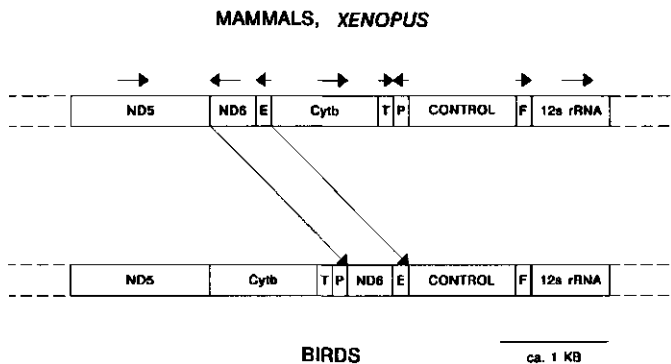 MAMMALS, XENOPUS
ND5 ND6 E Cytb T P CONTROL F 12s rRNA
ND5 Cytb T P ND6 E CONTROL F 12s rRNA
BIRDS
ca. 1 KB